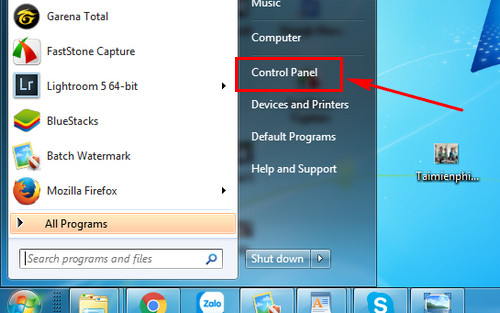 Garena Total
FastStone Capture
Lightroom 5 64-bit
BlueStacks
Batch Watermark
Mozilla Firefox
All Programs
Search programs and files
Music
Computer
Control Panel
Devices and Printers
Default Programs
Help and Support
Shut down
Taimienphi...
Lr
Zalo
S